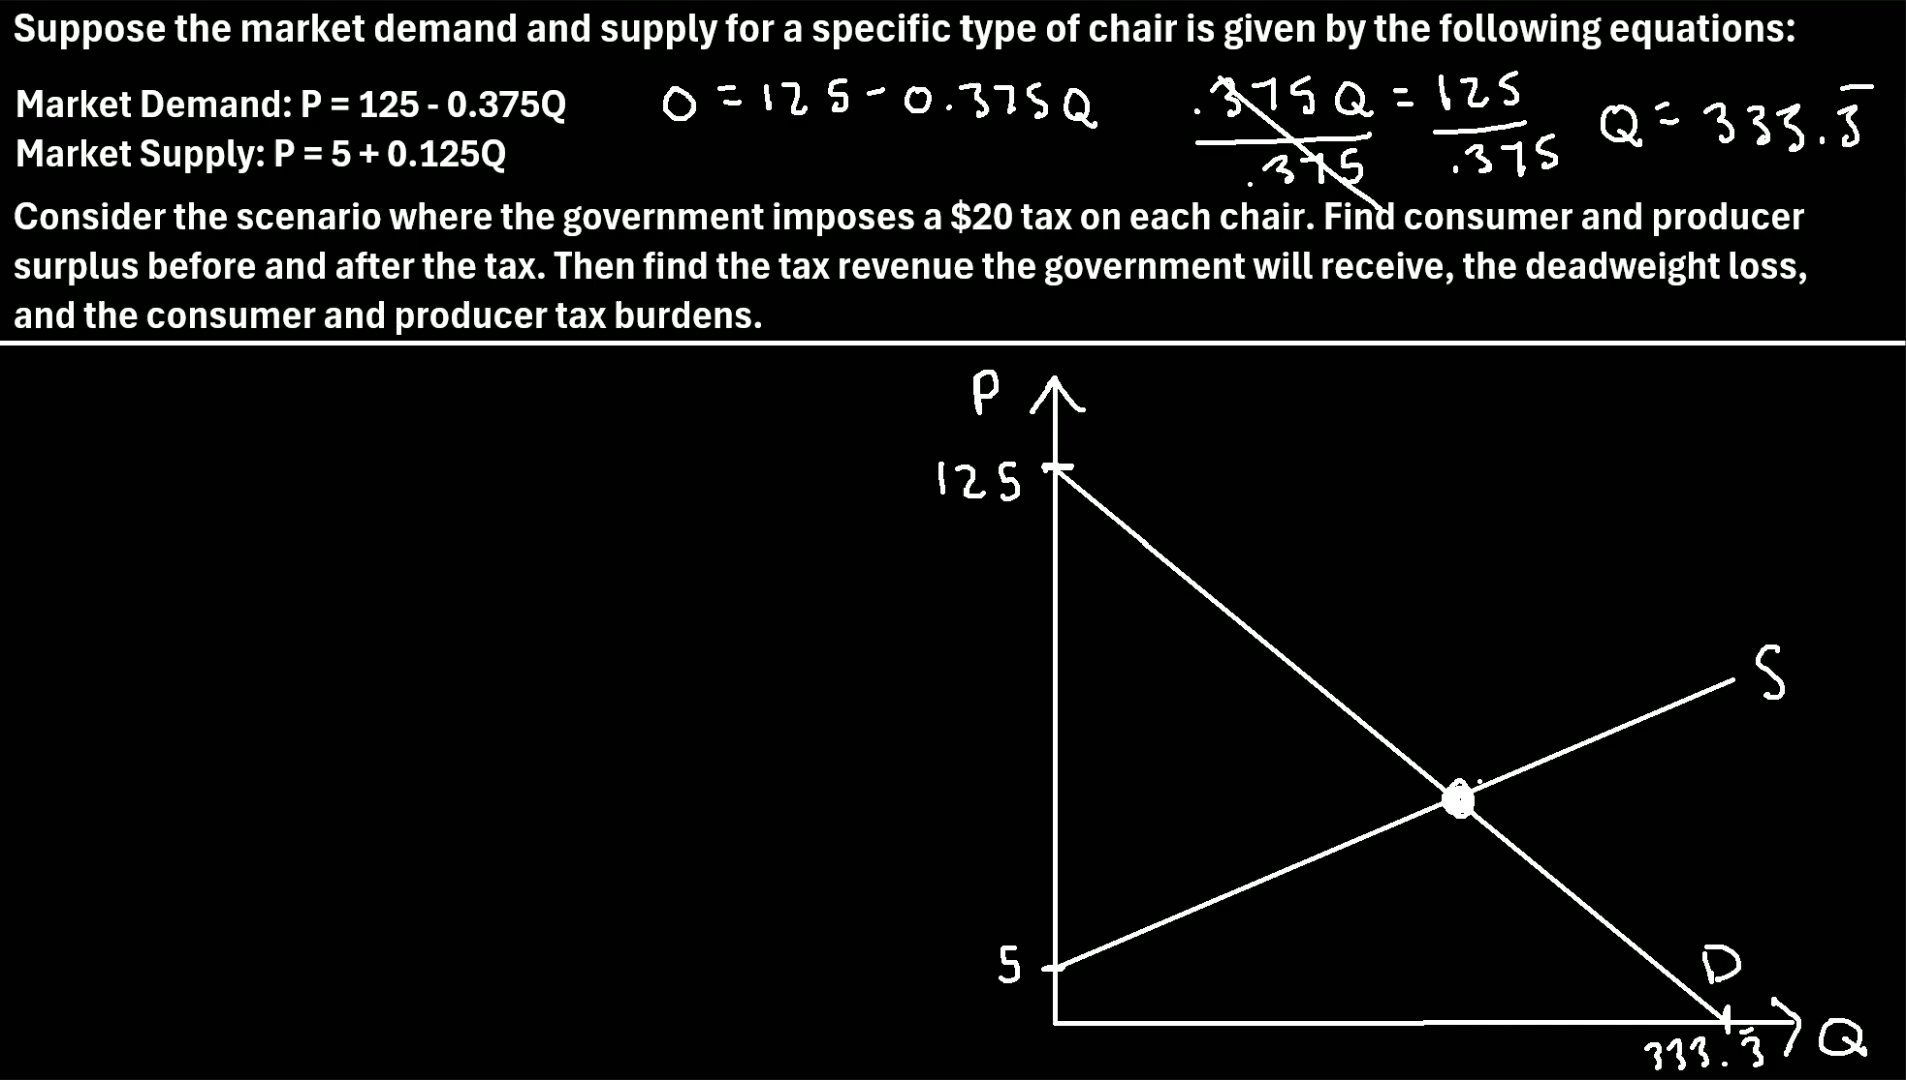 Suppose the market demand and supply for a specific type of chair is given by the following equations:
Market Demand: P = 125 - 0.375Q
0 = 125 - 0.375Q
.375Q = 125
.375 .375
Q = 333.3̅
Market Supply: P = 5 + 0.125Q
Consider the scenario where the government imposes a $20 tax on each chair. Find consumer and producer
surplus before and after the tax. Then find the tax revenue the government will receive, the deadweight loss,
and the consumer and producer tax burdens.
P
125
S
5
D
333.3̅
Q